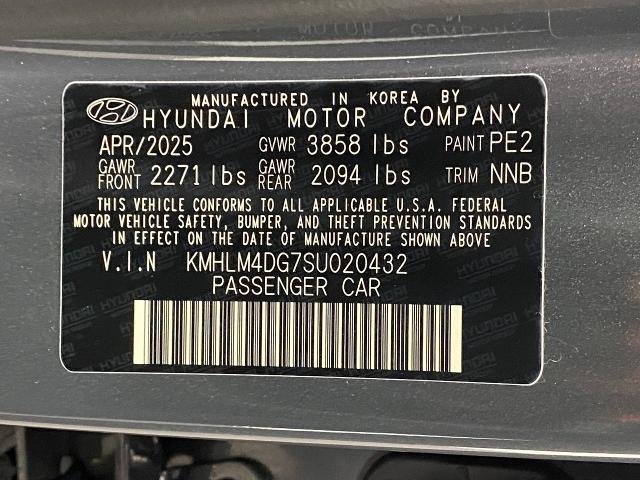 MANUFACTURED IN KOREA BY
HYUNDAI MOTOR COMPANY
APR/2025 GVWR 3858 lbs PAINT PE2
GAWR FRONT 2271 lbs GAWR REAR 2094 lbs TRIM NNB
THIS VEHICLE CONFORMS TO ALL APPLICABLE U.S.A. FEDERAL
MOTOR VEHICLE SAFETY, BUMPER, AND THEFT PREVENTION STANDARDS
IN EFFECT ON THE DATE OF MANUFACTURE SHOWN ABOVE
V.I.N KMHLM4DG7SU020432
PASSENGER CAR